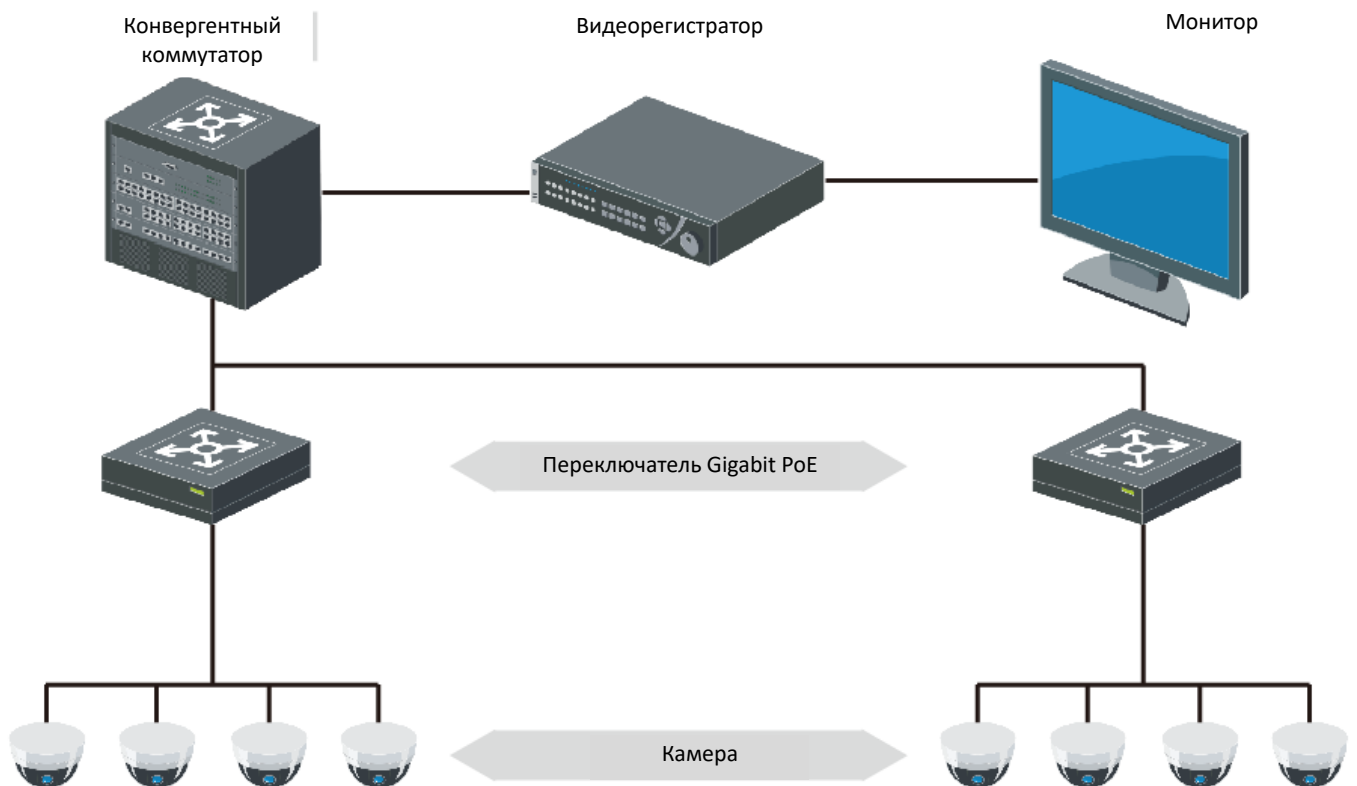 Конвергентный
коммутатор
Видеорегистратор
Монитор
Переключатель Gigabit PoE
Камера